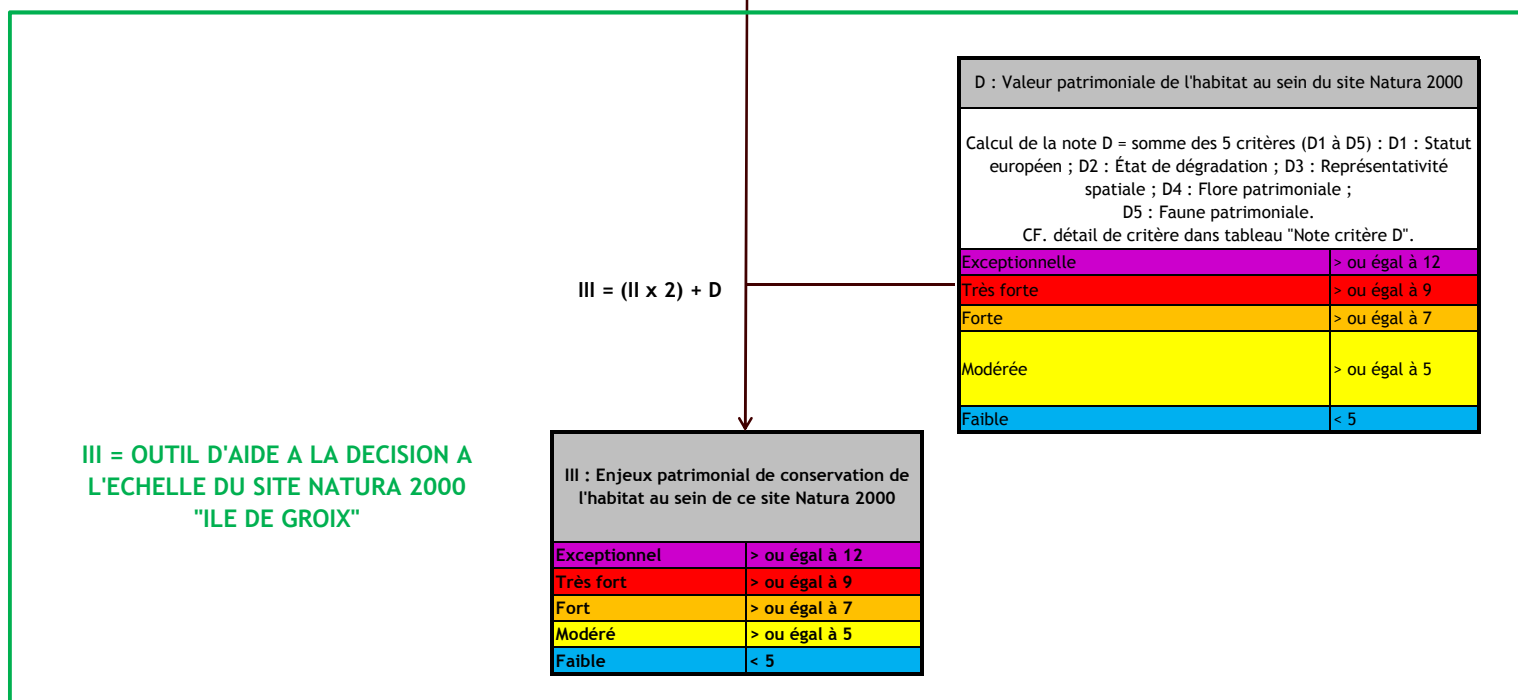 D : Valeur patrimoniale de l'habitat au sein du site Natura 2000
Calcul de la note D = somme des 5 critères (D1 à D5) : D1 : Statut
européen ; D2 : État de dégradation ; D3 : Représentativité
spatiale ; D4 : Flore patrimoniale ;
D5 : Faune patrimoniale.
CF. détail de critère dans tableau "Note critère D".
Exceptionnelle > ou égal à 12
Très forte > ou égal à 9
Forte > ou égal à 7
Modérée > ou égal à 5
Faible < 5
III = (II x 2) + D
III = OUTIL D'AIDE A LA DECISION A
L'ECHELLE DU SITE NATURA 2000
"ILE DE GROIX"
III : Enjeux patrimonial de conservation de
l'habitat au sein de ce site Natura 2000
Exceptionnel > ou égal à 12
Très fort > ou égal à 9
Fort > ou égal à 7
Modéré > ou égal à 5
Faible < 5